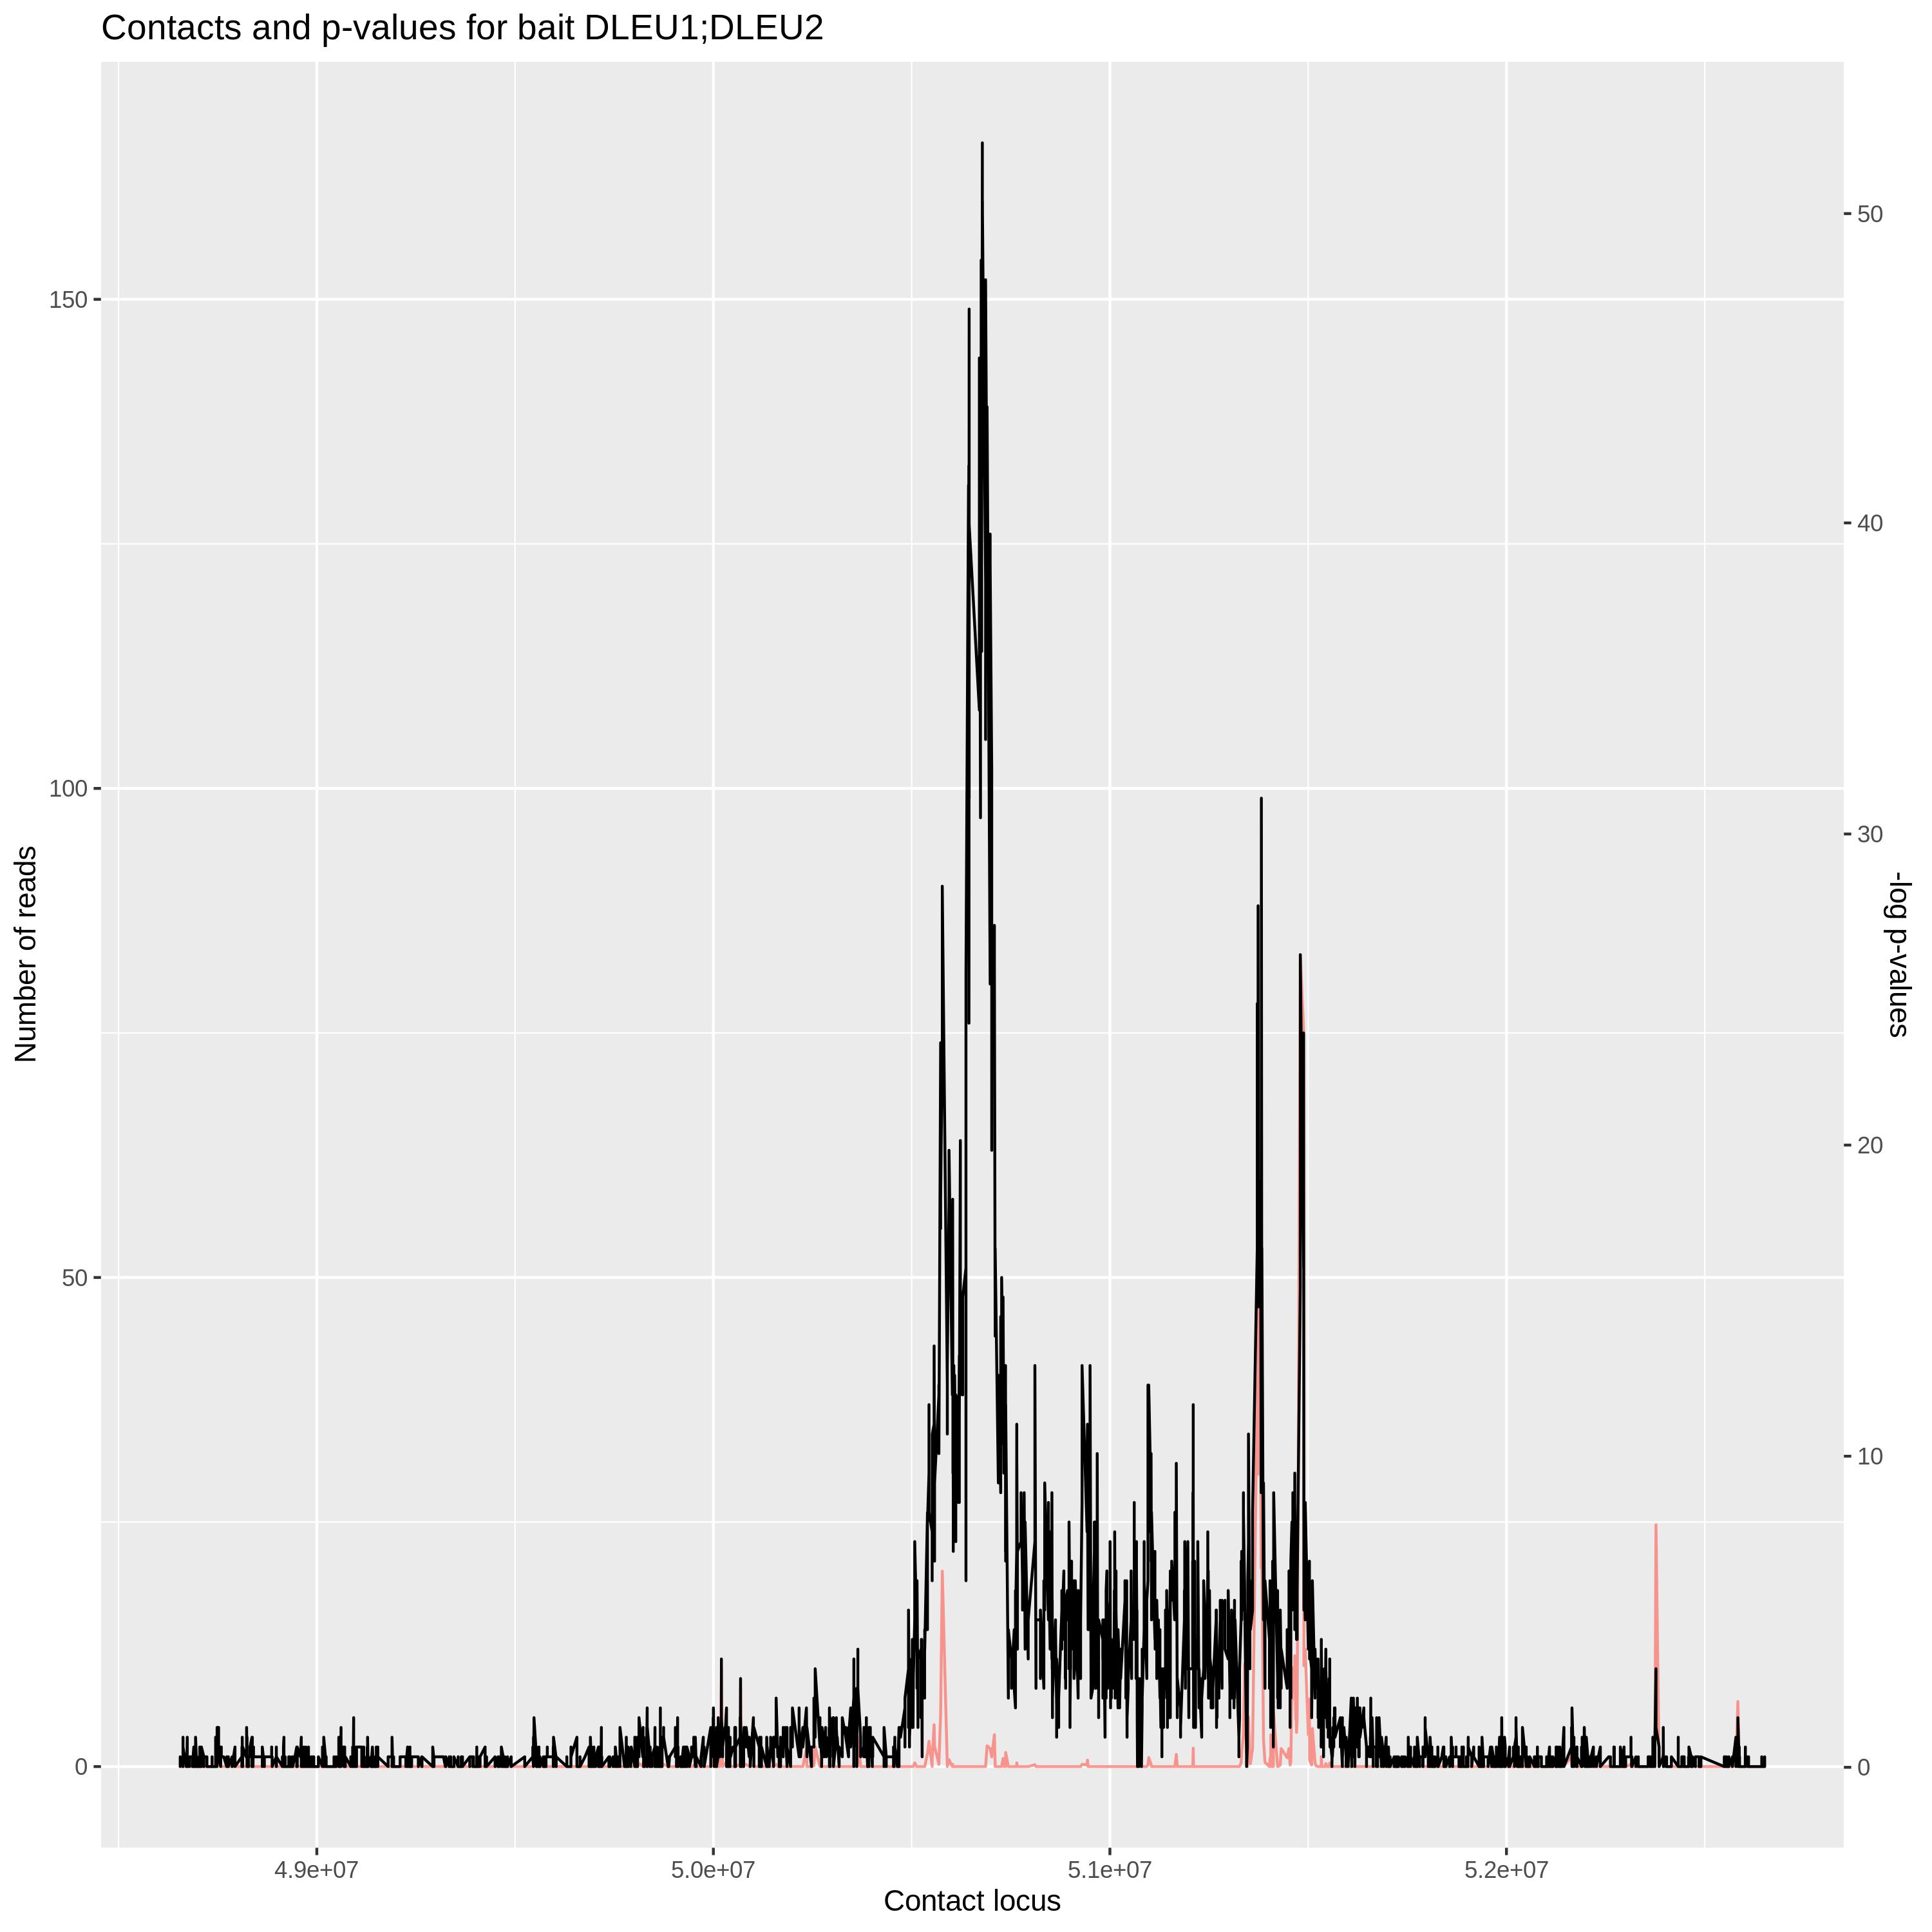 Contacts and p-values for bait DLEU1;DLEU2
150
100
50
0
Number of reads
50
40
30
20
10
0
-log p-values
4.9e+07
5.0e+07
5.1e+07
5.2e+07
Contact locus